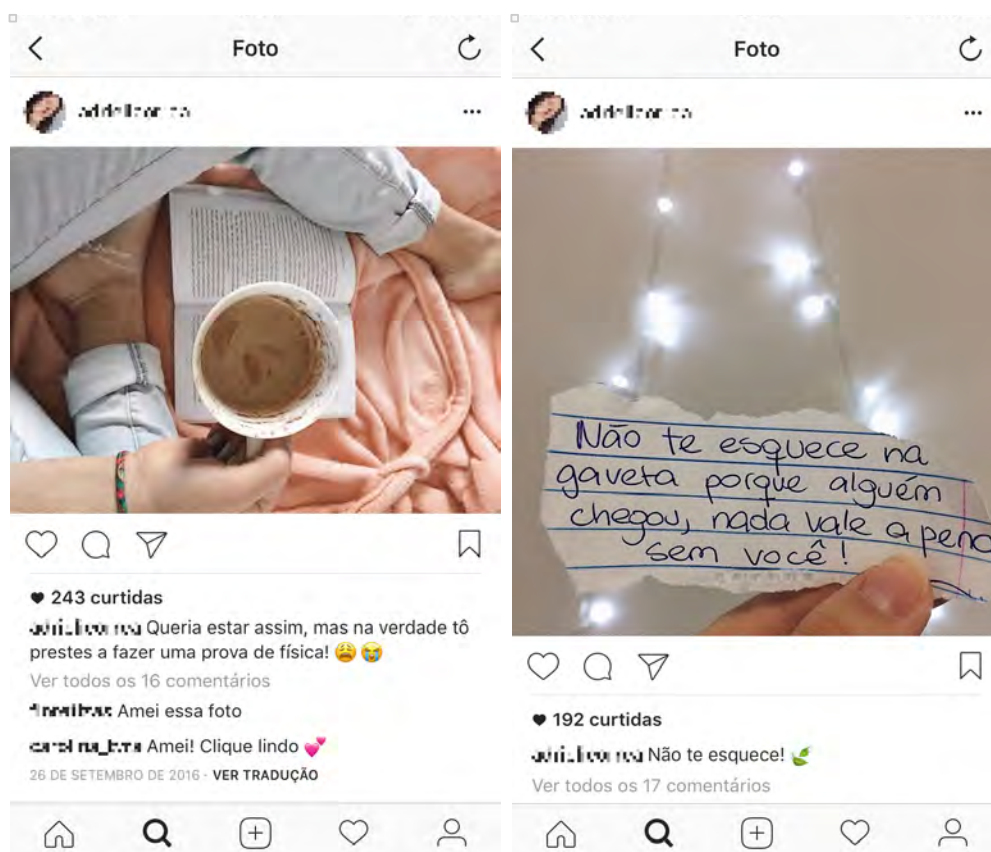 Foto
243 curtidas
Queria estar assim, mas na verdade tô
prestes a fazer uma prova de física! 😩😭
Ver todos os 16 comentários
Amei essa foto
Amei! Clique lindo 💕
26 DE SETEMBRO DE 2016 · VER TRADUÇÃO
Foto
Não te esquece na
gaveta porque alguém
chegou, nada vale a pena
sem você!
192 curtidas
Não te esquece! 🍃
Ver todos os 17 comentários